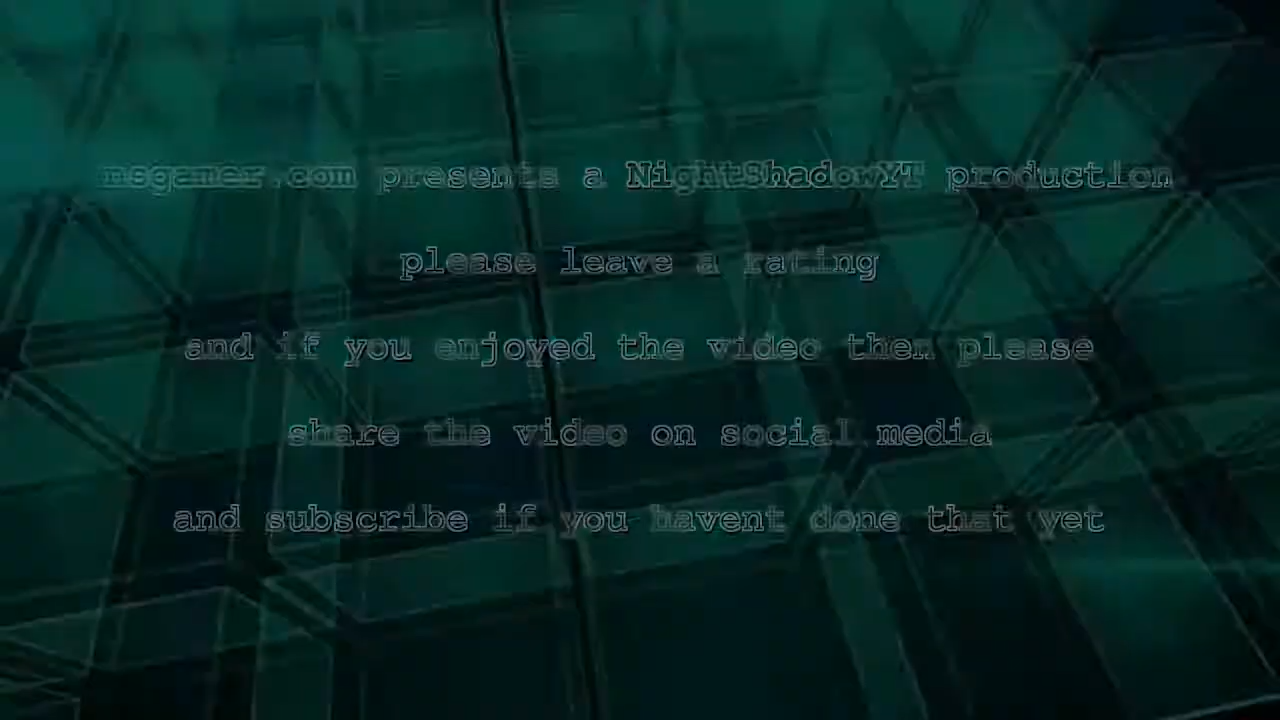 msgamer.com presents a NightShadowYT production
please leave a rating
and if you enjoyed the video then please
share the video on social media
and subscribe if you havent done that yet